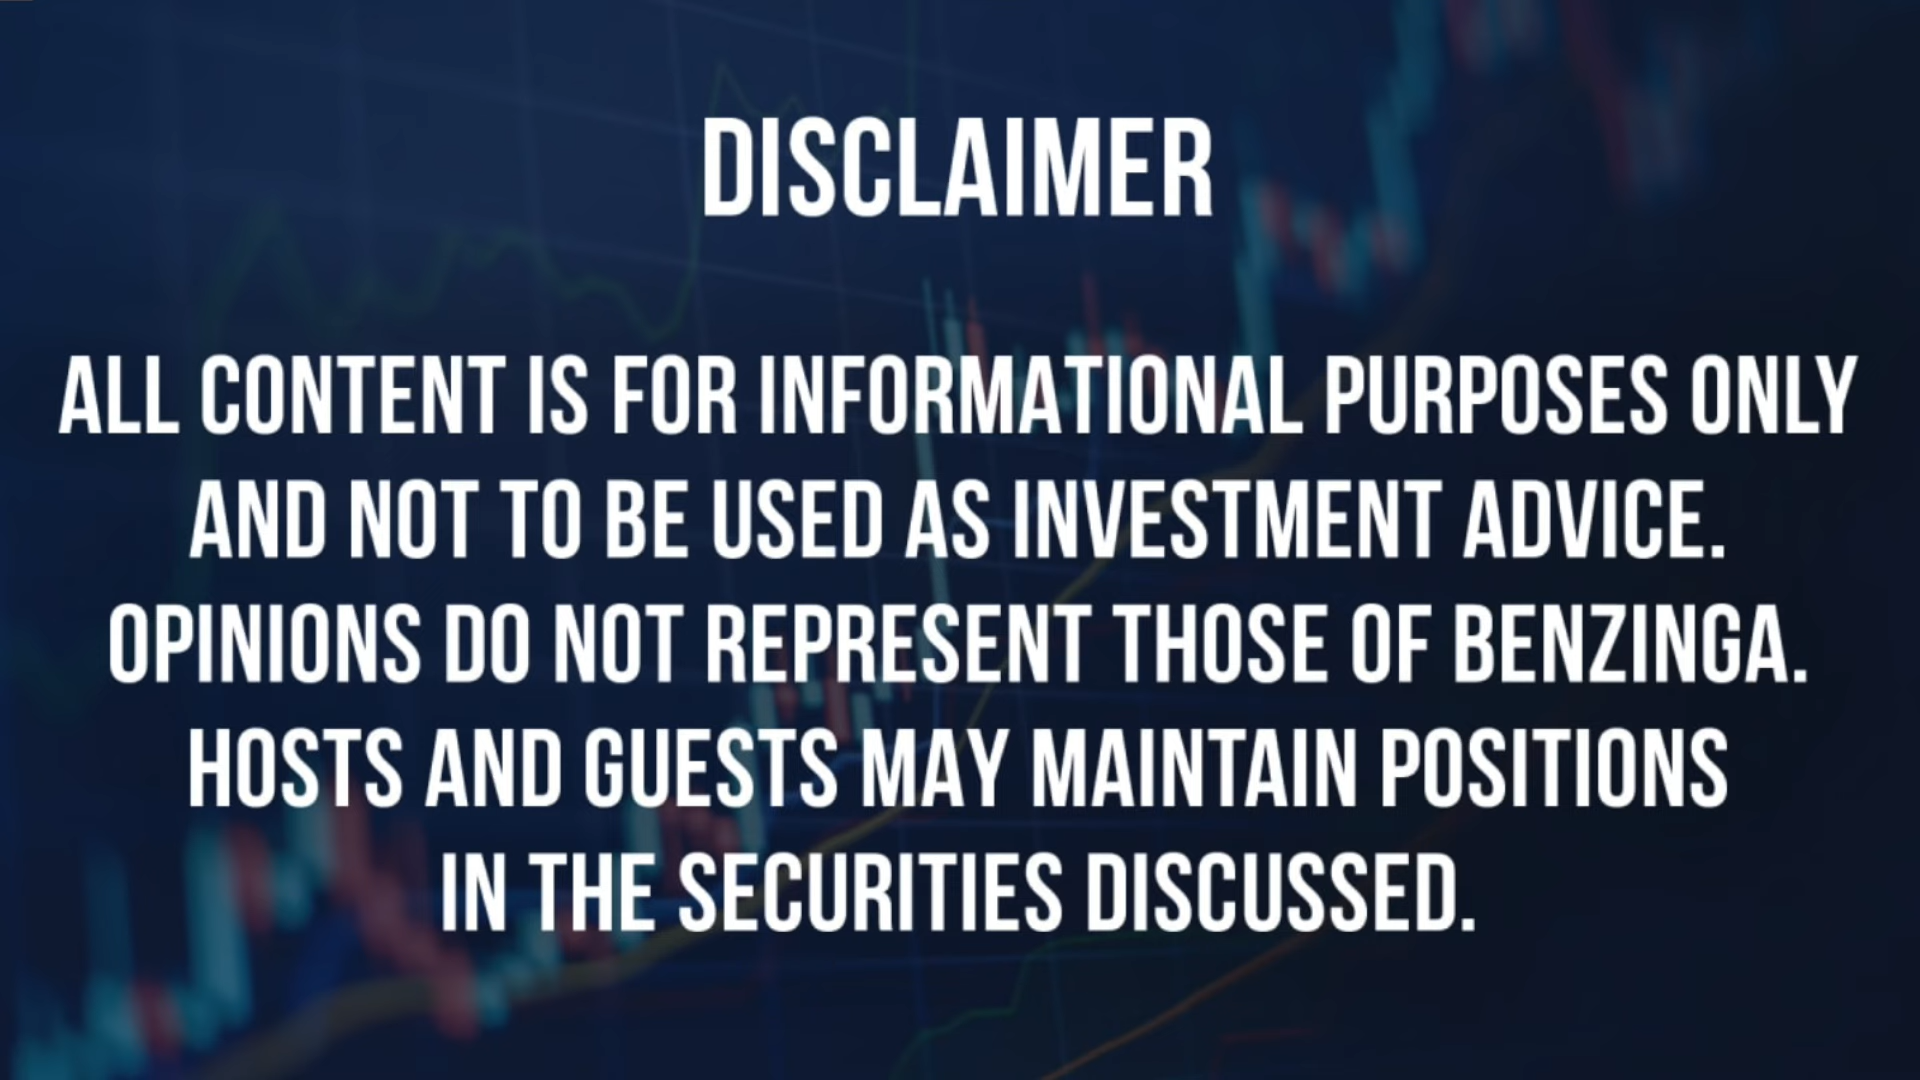 DISCLAIMER
ALL CONTENT IS FOR INFORMATIONAL PURPOSES ONLY
AND NOT TO BE USED AS INVESTMENT ADVICE.
OPINIONS DO NOT REPRESENT THOSE OF BENZINGA.
HOSTS AND GUESTS MAY MAINTAIN POSITIONS
IN THE SECURITIES DISCUSSED.